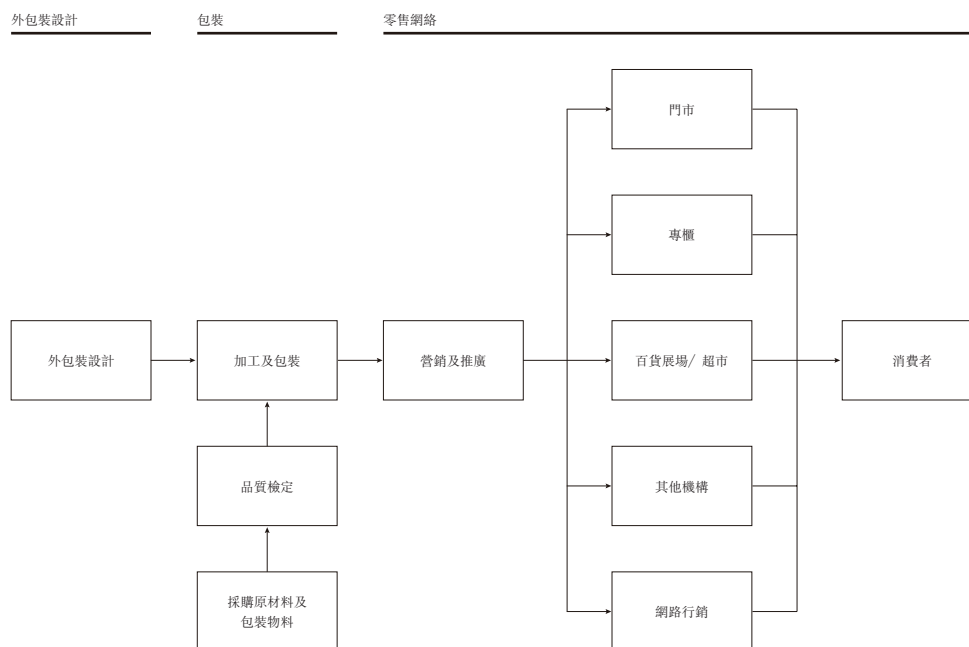 外包裝設計
包裝
零售網絡
門市
專櫃
外包裝設計
加工及包裝
營銷及推廣
百貨展場/ 超市
消費者
品質檢定
其他機構
採購原材料及
包裝物料
網路行銷